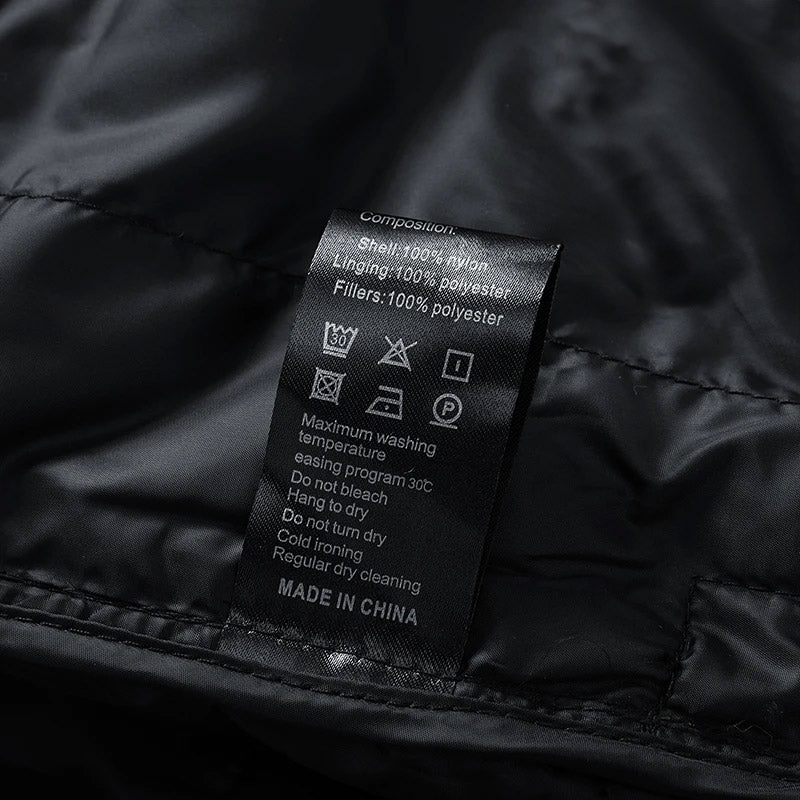 Composition:
Shell:100% nylon
Linging:100% polyester
Fillers:100% polyester
30
P
Maximum washing
temperature
easing program 30℃
Do not bleach
Hang to dry
Do not turn dry
Cold ironing
Regular dry cleaning
MADE IN CHINA